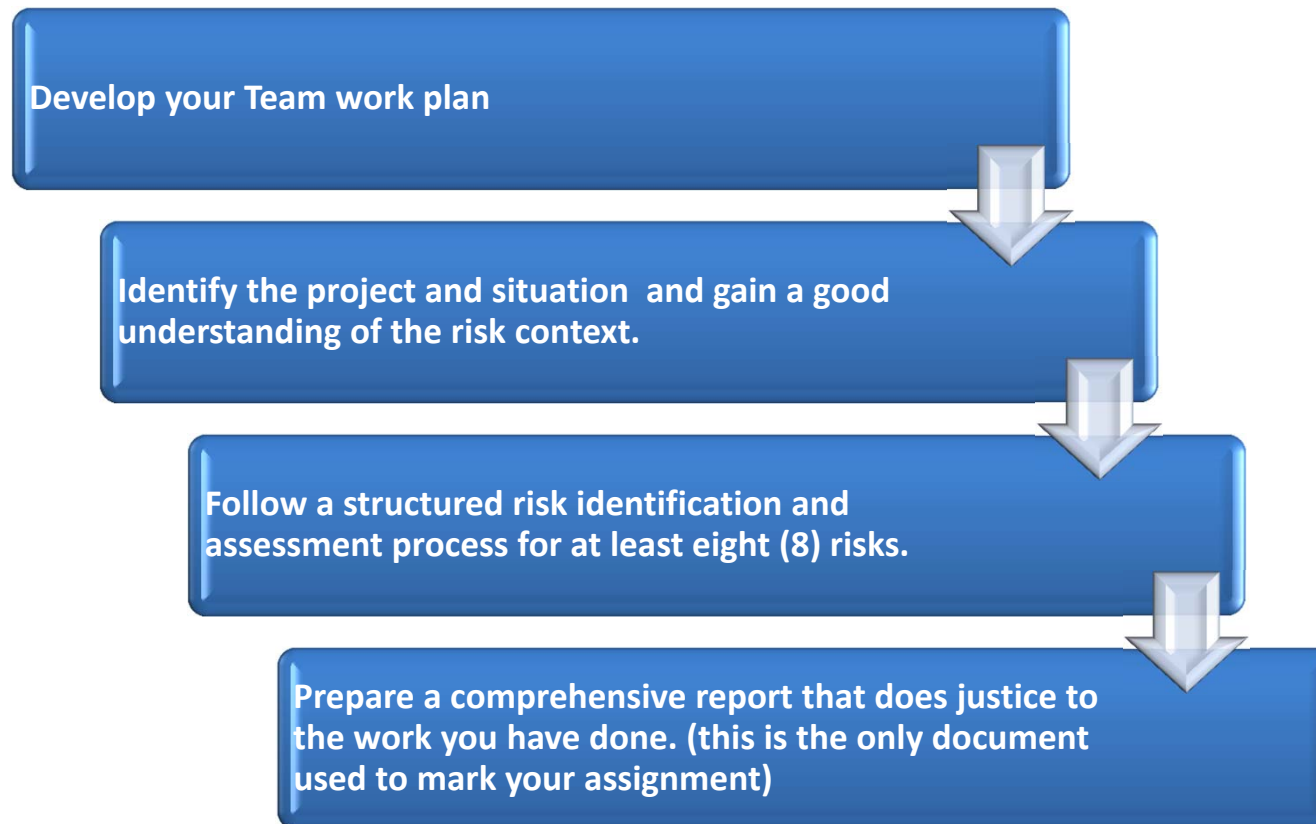 Develop your Team work plan
Identify the project and situation  and gain a good
understanding of the risk context.
Follow a structured risk identification and
assessment process for at least eight (8) risks.
Prepare a comprehensive report that does justice to
the work you have done. (this is the only document
used to mark your assignment)